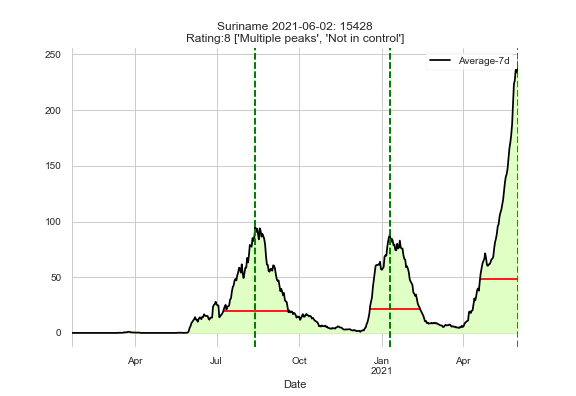 Suriname 2021-06-02: 15428
Rating:8 ['Multiple peaks', 'Not in control']
Average-7d
250
200
150
100
50
0
Apr
Jul
Oct
Jan
2021
Apr
Date